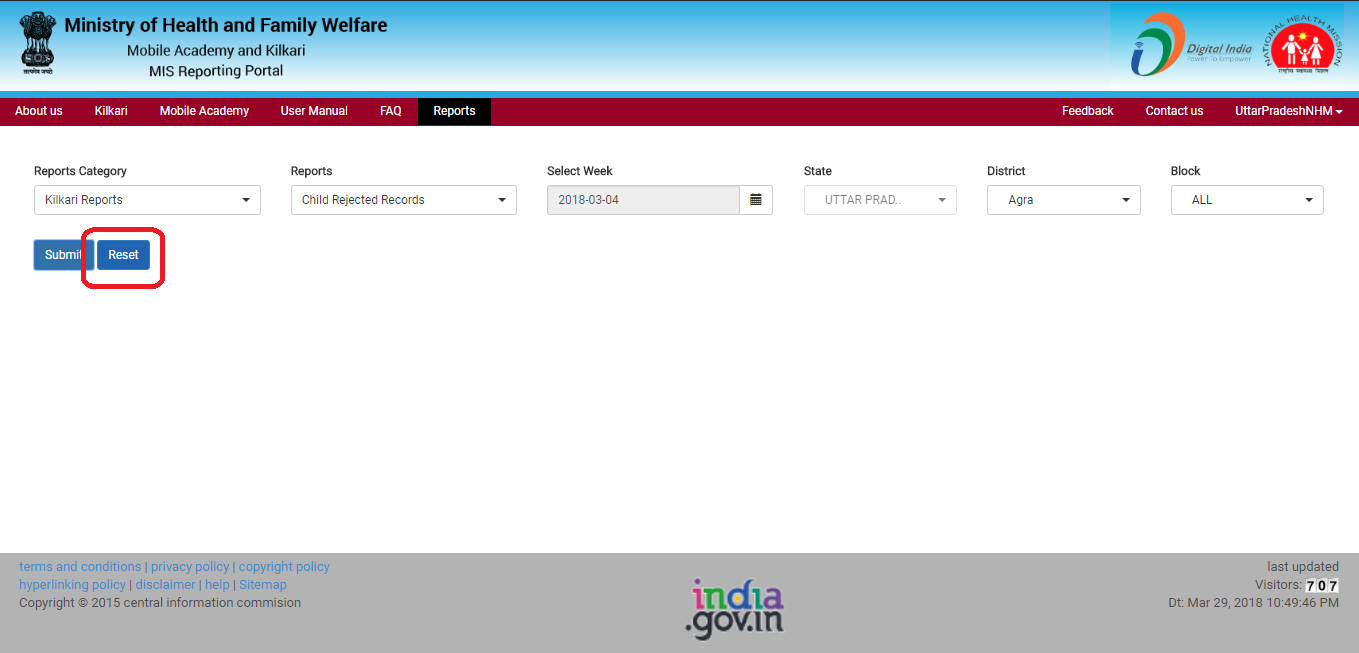 Ministry of Health and Family Welfare
Mobile Academy and Kilkari
MIS Reporting Portal
सत्यमेव जयते
Digital India
Power To Empower
NATIONAL HEALTH MISSION
राष्ट्रीय स्वास्थ्य मिशन
About us Kilkari Mobile Academy User Manual FAQ Reports Feedback Contact us UttarPradeshNHM
Reports Category Reports Select Week State District Block
Kilkari Reports Child Rejected Records 2018-03-04 UTTAR PRAD.. Agra ALL
Submit Reset
terms and conditions | privacy policy | copyright policy
hyperlinking policy | disclaimer | help | Sitemap
Copyright © 2015 central information commision
india
.gov.in
last updated
Visitors: 707
Dt: Mar 29, 2018 10:49:46 PM